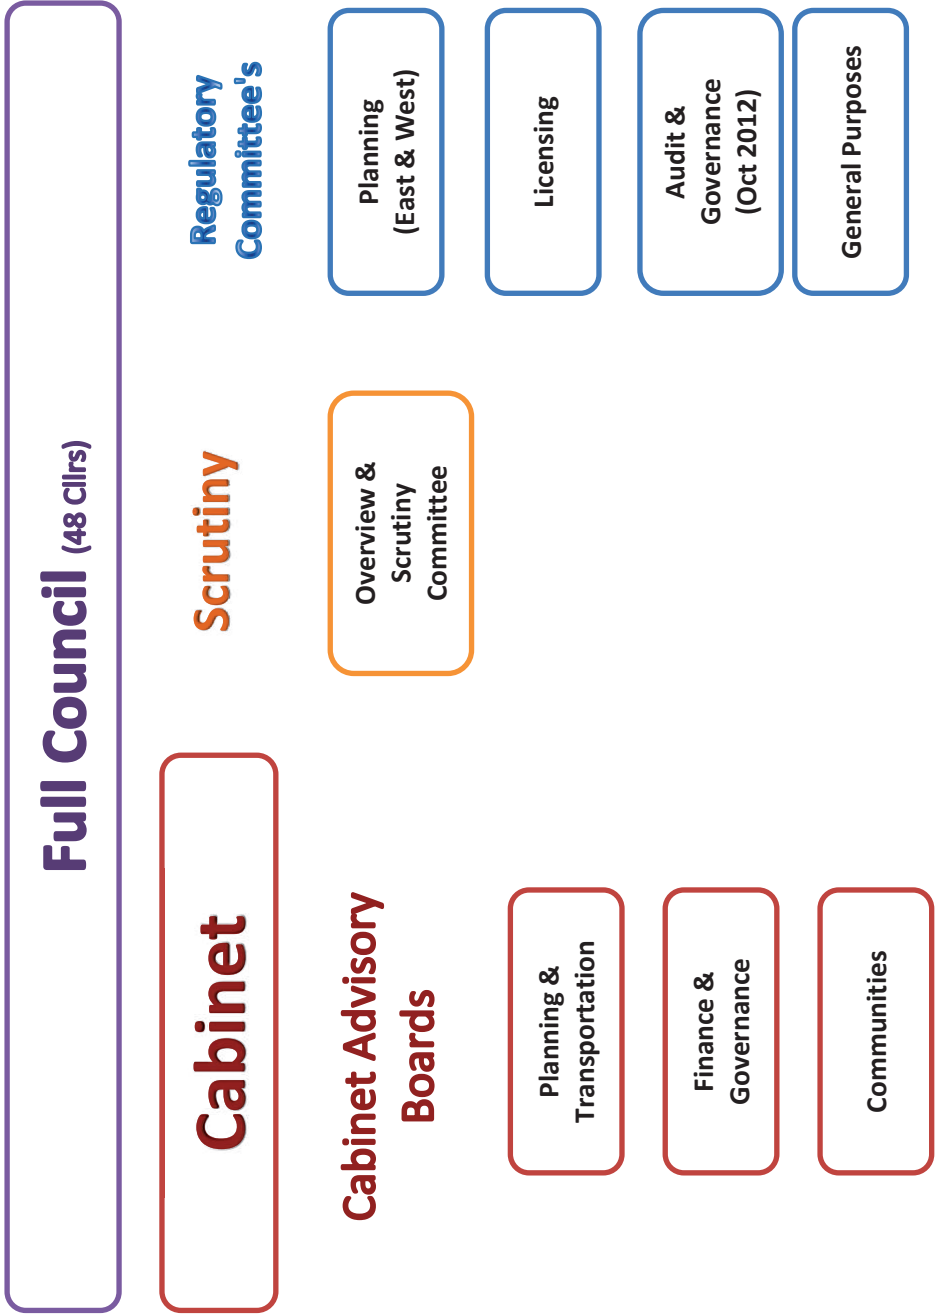 Full Council (48 Cllrs)
Cabinet
Cabinet Advisory
Boards
Planning &
Transportation
Finance &
Governance
Communities
Scrutiny
Overview &
Scrutiny
Committee
Regulatory
Committee's
Planning
(East & West)
Licensing
Audit &
Governance
(Oct 2012)
General Purposes